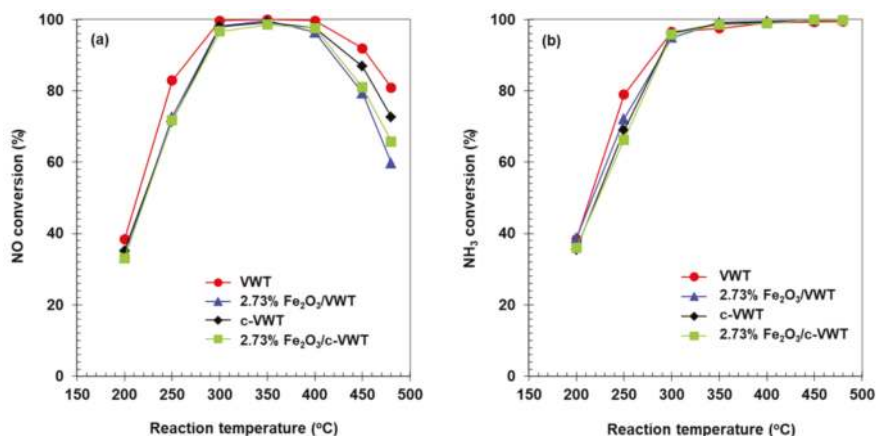 (a)
NO conversion (%)
100
80
60
40
20
0
VWT
2.73% Fe₂O₃/VWT
c-VWT
2.73% Fe₂O₃/c-VWT
150 200 250 300 350 400 450 500
Reaction temperature (°C)
(b)
NH₃ conversion (%)
100
80
60
40
20
0
VWT
2.73% Fe₂O₃/VWT
c-VWT
2.73% Fe₂O₃/c-VWT
150 200 250 300 350 400 450 500
Reaction temperature (°C)